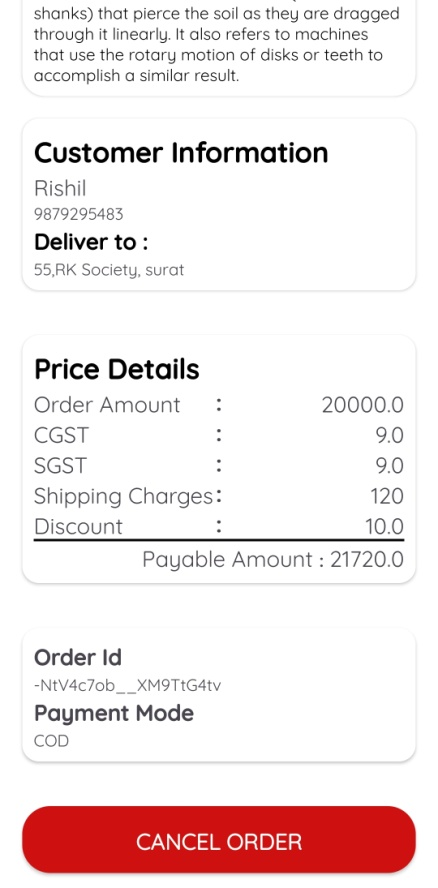 shanks) that pierce the soil as they are dragged
through it linearly. It also refers to machines
that use the rotary motion of disks or teeth to
accomplish a similar result.
Customer Information
Rishil
9879295483
Deliver to :
55,RK Society, surat
Price Details
Order Amount : 20000.0
CGST : 9.0
SGST : 9.0
Shipping Charges: 120
Discount : 10.0
Payable Amount : 21720.0
Order Id
-NtV4c7ob__XM9TtG4tv
Payment Mode
COD
CANCEL ORDER